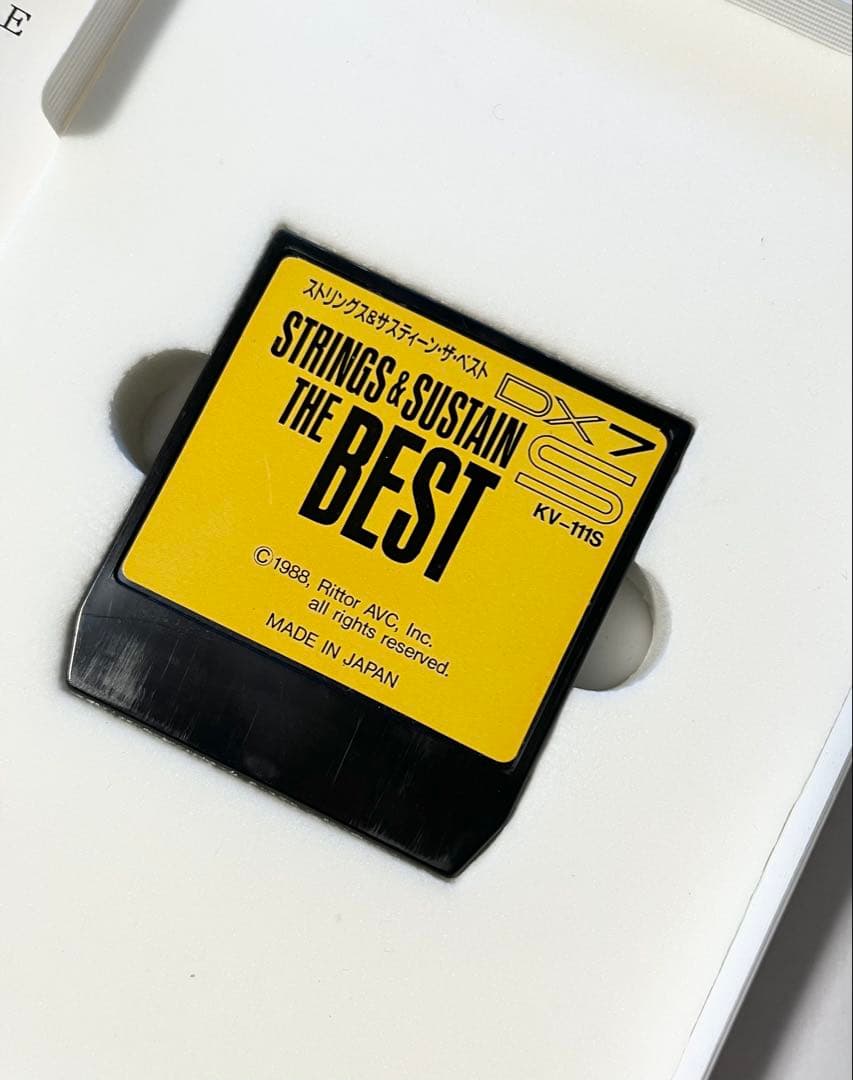 E
ストリングス&サスティーン・ザ・ベスト
STRINGS & SUSTAIN
THE BEST
DX7
S
KV-111S
©1988, Rittor AVC, Inc.
all rights reserved.
MADE IN JAPAN